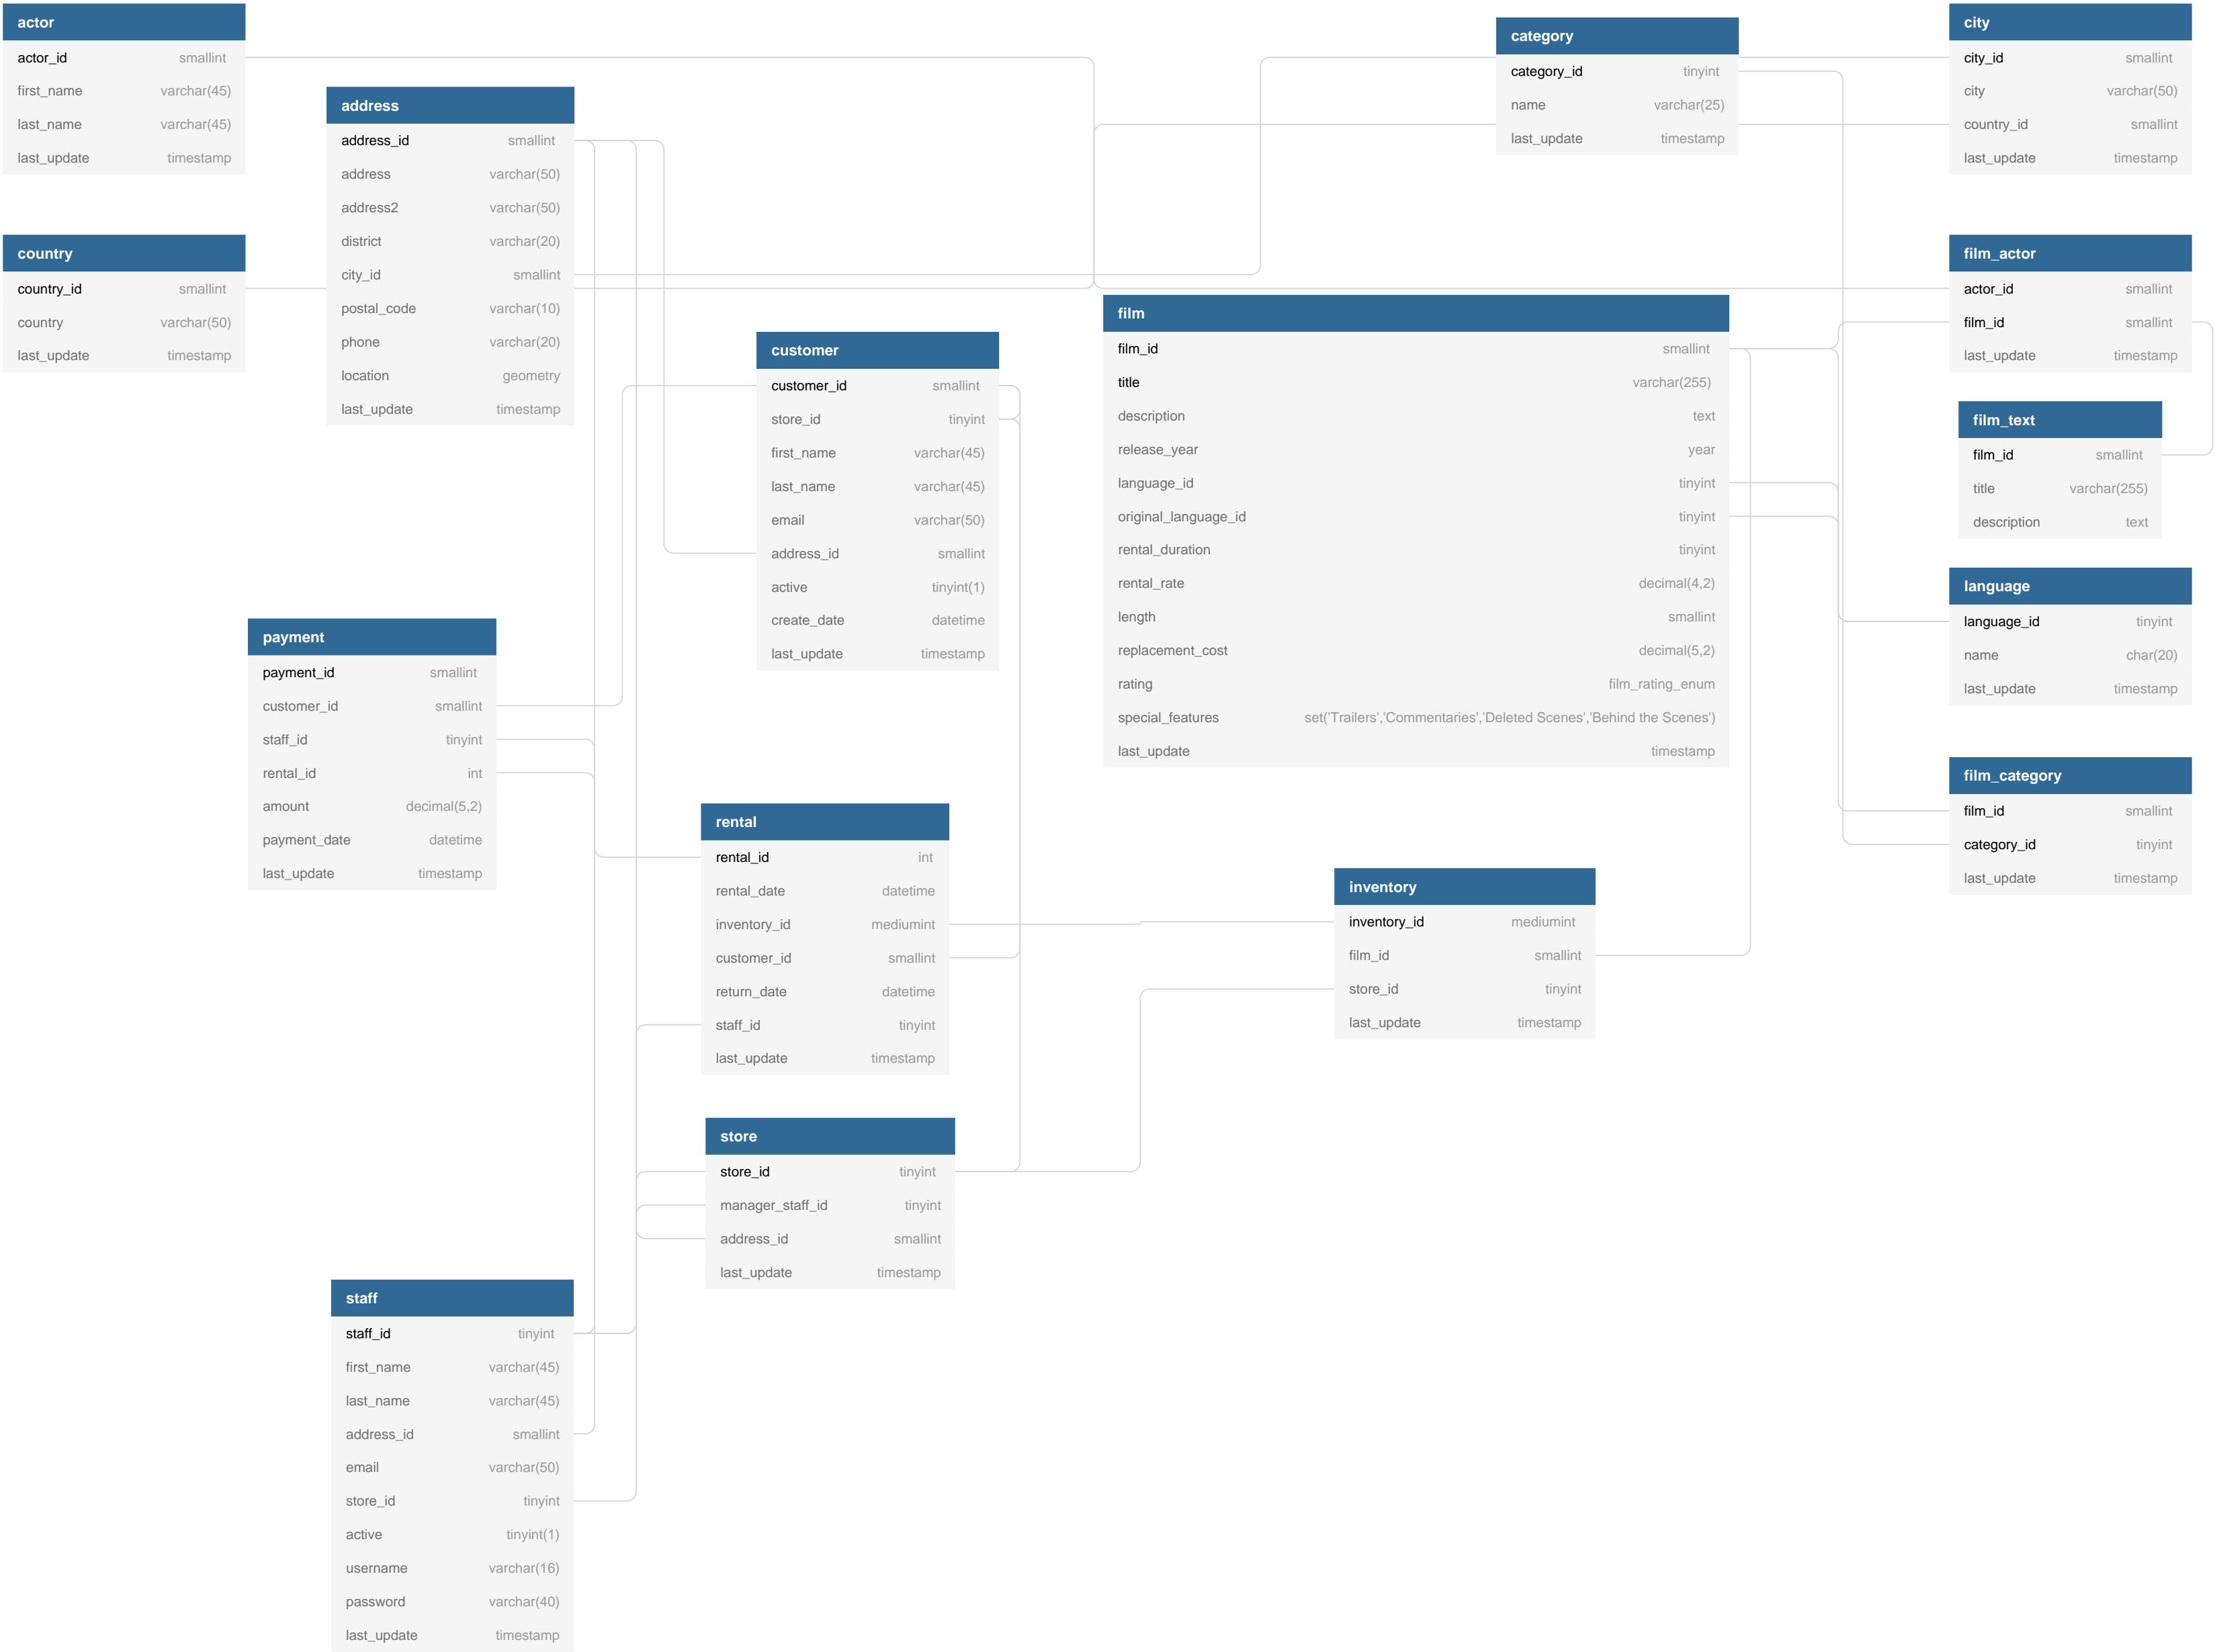 actor
actor_id smallint
first_name varchar(45)
last_name varchar(45)
last_update timestamp
address
address_id smallint
address varchar(50)
address2 varchar(50)
district varchar(20)
city_id smallint
postal_code varchar(10)
phone varchar(20)
location geometry
last_update timestamp
category
category_id tinyint
name varchar(25)
last_update timestamp
city
city_id smallint
city varchar(50)
country_id smallint
last_update timestamp
country
country_id smallint
country varchar(50)
last_update timestamp
customer
customer_id smallint
store_id tinyint
first_name varchar(45)
last_name varchar(45)
email varchar(50)
address_id smallint
active tinyint(1)
create_date datetime
last_update timestamp
film
film_id smallint
title varchar(255)
description text
release_year year
language_id tinyint
original_language_id tinyint
rental_duration tinyint
rental_rate decimal(4,2)
length smallint
replacement_cost decimal(5,2)
rating film_rating_enum
special_features set('Trailers','Commentaries','Deleted Scenes','Behind the Scenes')
last_update timestamp
film_actor
actor_id smallint
film_id smallint
last_update timestamp
film_text
film_id smallint
title varchar(255)
description text
language
language_id tinyint
name char(20)
last_update timestamp
film_category
film_id smallint
category_id tinyint
last_update timestamp
payment
payment_id smallint
customer_id smallint
staff_id tinyint
rental_id int
amount decimal(5,2)
payment_date datetime
last_update timestamp
rental
rental_id int
rental_date datetime
inventory_id mediumint
customer_id smallint
return_date datetime
staff_id tinyint
last_update timestamp
inventory
inventory_id mediumint
film_id smallint
store_id tinyint
last_update timestamp
store
store_id tinyint
manager_staff_id tinyint
address_id smallint
last_update timestamp
staff
staff_id tinyint
first_name varchar(45)
last_name varchar(45)
address_id smallint
email varchar(50)
store_id tinyint
active tinyint(1)
username varchar(16)
password varchar(40)
last_update timestamp